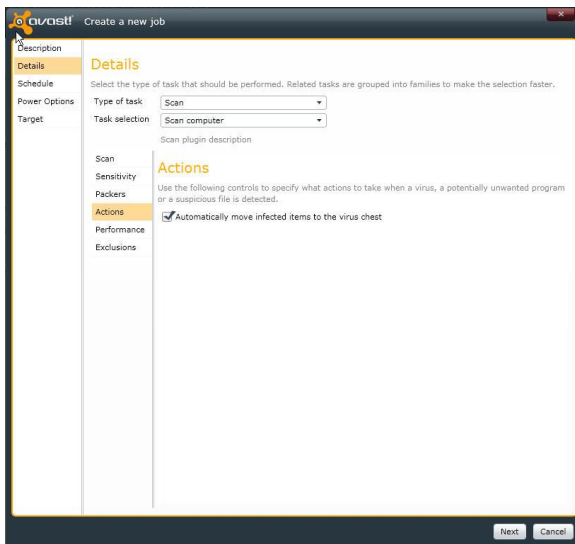 avast! Create a new job
Description
Details
Schedule
Power Options
Target
Details
Select the type of task that should be performed. Related tasks are grouped into families to make the selection faster.
Type of task Scan
Task selection Scan computer
Scan plugin description
Scan
Sensitivity
Packers
Actions
Performance
Exclusions
Actions
Use the following controls to specify what actions to take when a virus, a potentially unwanted program
or a suspicious file is detected.
Automatically move infected items to the virus chest
Next Cancel